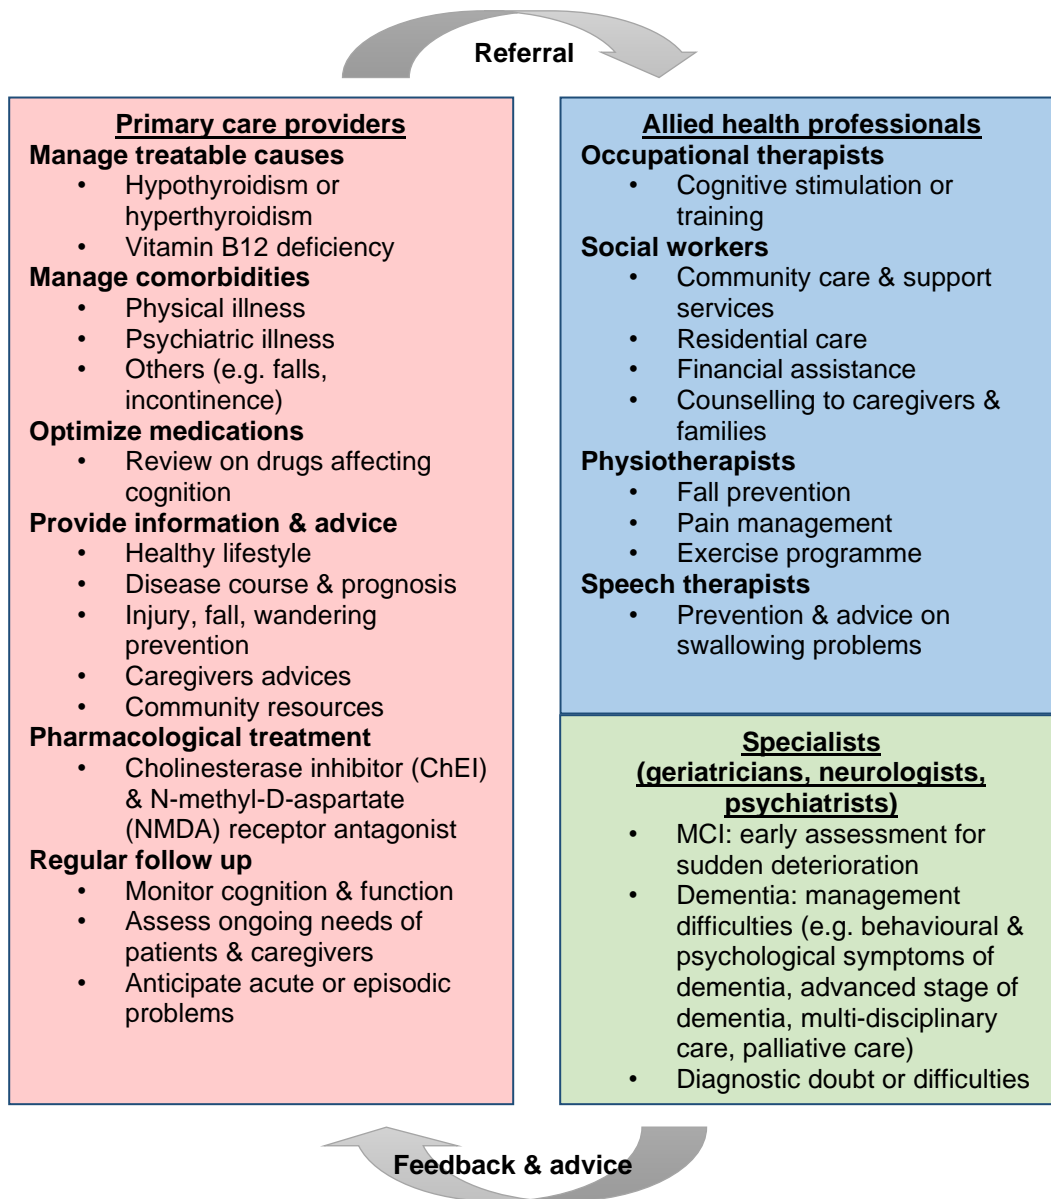 Referral
Primary care providers
Manage treatable causes
• Hypothyroidism or
hyperthyroidism
• Vitamin B12 deficiency
Manage comorbidities
• Physical illness
• Psychiatric illness
• Others (e.g. falls,
incontinence)
Optimize medications
• Review on drugs affecting
cognition
Provide information & advice
• Healthy lifestyle
• Disease course & prognosis
• Injury, fall, wandering
prevention
• Caregivers advices
• Community resources
Pharmacological treatment
• Cholinesterase inhibitor (ChEI)
& N-methyl-D-aspartate
(NMDA) receptor antagonist
Regular follow up
• Monitor cognition & function
• Assess ongoing needs of
patients & caregivers
• Anticipate acute or episodic
problems
Allied health professionals
Occupational therapists
• Cognitive stimulation or
training
Social workers
• Community care & support
services
• Residential care
• Financial assistance
• Counselling to caregivers &
families
Physiotherapists
• Fall prevention
• Pain management
• Exercise programme
Speech therapists
• Prevention & advice on
swallowing problems
Specialists
(geriatricians, neurologists,
psychiatrists)
• MCI: early assessment for
sudden deterioration
• Dementia: management
difficulties (e.g. behavioural &
psychological symptoms of
dementia, advanced stage of
dementia, multi-disciplinary
care, palliative care)
• Diagnostic doubt or difficulties
Feedback & advice